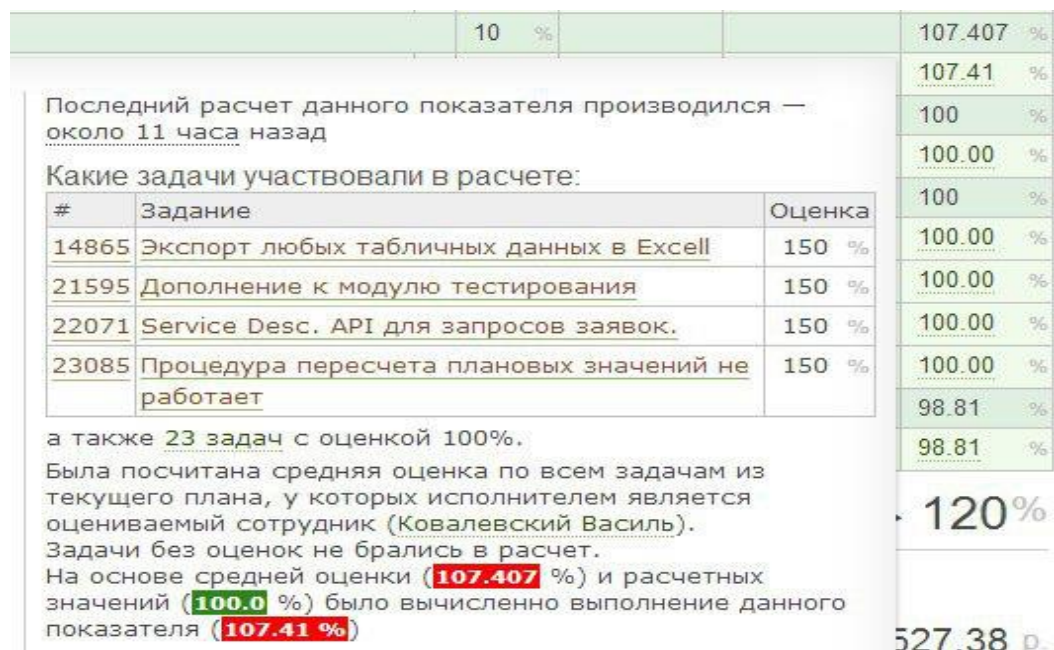 10 % 107.407 %
107.41 %
Последний расчет данного показателя производился —
около 11 часа назад
100 %
100.00 %
Какие задачи участвовали в расчете:
# Задание Оценка
100 %
14865 Экспорт любых табличных данных в Excell 150 %
100.00 %
21595 Дополнение к модулю тестирования 150 %
100.00 %
22071 Service Desc. API для запросов заявок. 150 %
100.00 %
23085 Процедура пересчета плановых значений не 150 %
работает
100.00 %
98.81 %
а также 23 задач с оценкой 100%.
98.81 %
Была посчитана средняя оценка по всем задачам из
текущего плана, у которых исполнителем является
оцениваемый сотрудник (Ковалевский Василь).
120%
Задачи без оценок не брались в расчет.
На основе средней оценки (107.407 %) и расчетных
значений (100.0 %) было вычисленно выполнение данного
показателя (107.41 %)
527.38 р.